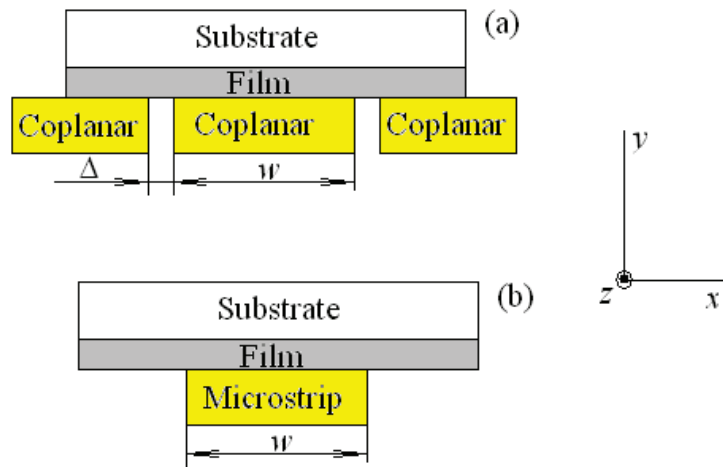 Substrate (a)
Film
Coplanar Coplanar Coplanar
Δ w
y
z x
Substrate (b)
Film
Microstrip
w